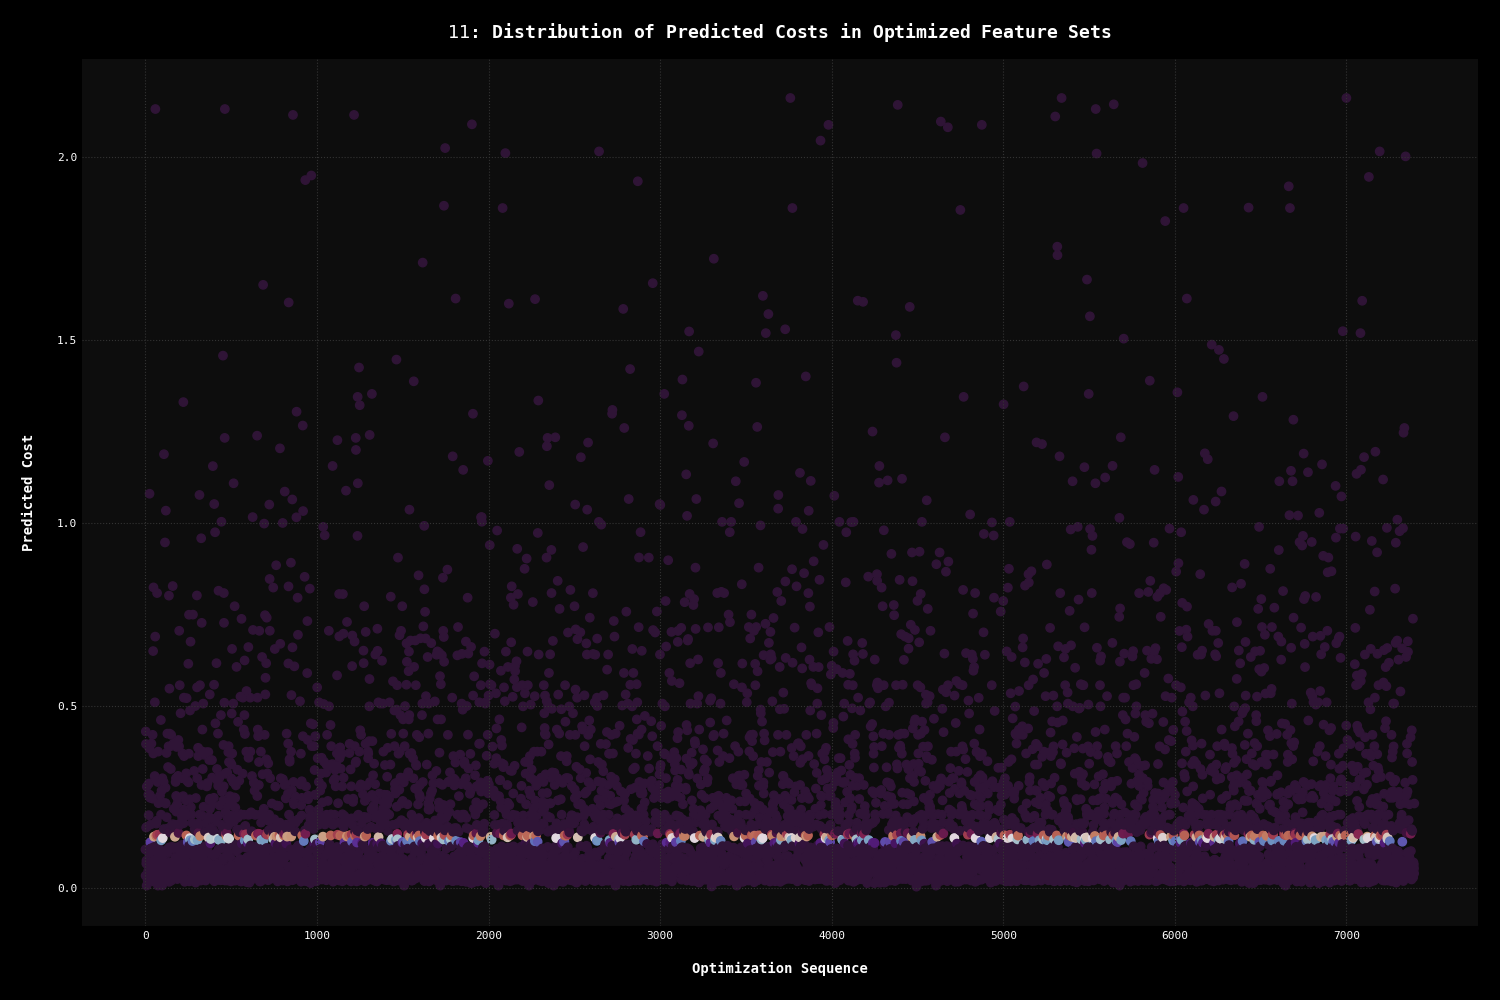 11: Distribution of Predicted Costs in Optimized Feature Sets
Predicted Cost
2.0
1.5
1.0
0.5
0.0
0 1000 2000 3000 4000 5000 6000 7000
Optimization Sequence